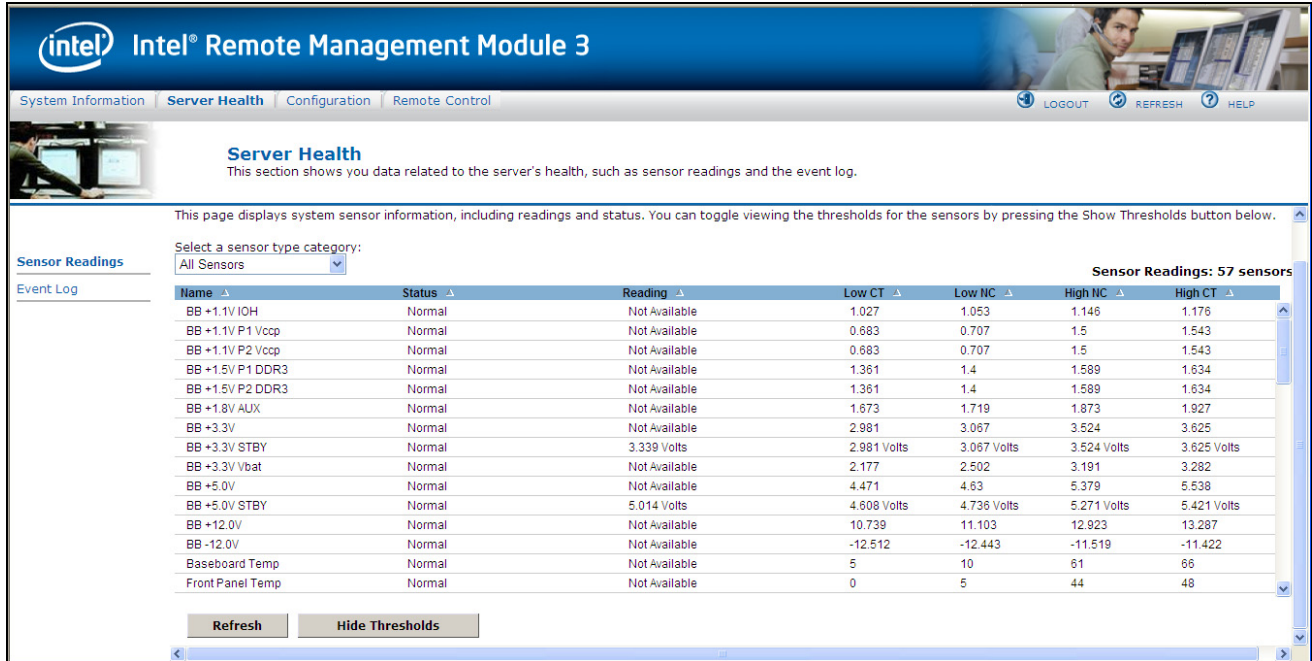 intel® Intel® Remote Management Module 3
System Information Server Health Configuration Remote Control LOGOUT REFRESH HELP
Server Health
This section shows you data related to the server's health, such as sensor readings and the event log.
This page displays system sensor information, including readings and status. You can toggle viewing the thresholds for the sensors by pressing the Show Thresholds button below.
Sensor Readings
Event Log
Select a sensor type category:
All Sensors
Sensor Readings: 57 sensors
Name Status Reading Low CT Low NC High NC High CT
BB +1.1V IOH Normal Not Available 1.027 1.053 1.146 1.176
BB +1.1V P1 Vccp Normal Not Available 0.683 0.707 1.5 1.543
BB +1.1V P2 Vccp Normal Not Available 0.683 0.707 1.5 1.543
BB +1.5V P1 DDR3 Normal Not Available 1.361 1.4 1.589 1.634
BB +1.5V P2 DDR3 Normal Not Available 1.361 1.4 1.589 1.634
BB +1.8V AUX Normal Not Available 1.673 1.719 1.873 1.927
BB +3.3V Normal Not Available 2.981 3.067 3.524 3.625
BB +3.3V STBY Normal 3.339 Volts 2.981 Volts 3.067 Volts 3.524 Volts 3.625 Volts
BB +3.3V Vbat Normal Not Available 2.177 2.502 3.191 3.282
BB +5.0V Normal Not Available 4.471 4.63 5.379 5.538
BB +5.0V STBY Normal 5.014 Volts 4.608 Volts 4.736 Volts 5.271 Volts 5.421 Volts
BB +12.0V Normal Not Available 10.739 11.103 12.923 13.287
BB -12.0V Normal Not Available -12.512 -12.443 -11.519 -11.422
Baseboard Temp Normal Not Available 5 10 61 66
Front Panel Temp Normal Not Available 0 5 44 48
Refresh Hide Thresholds